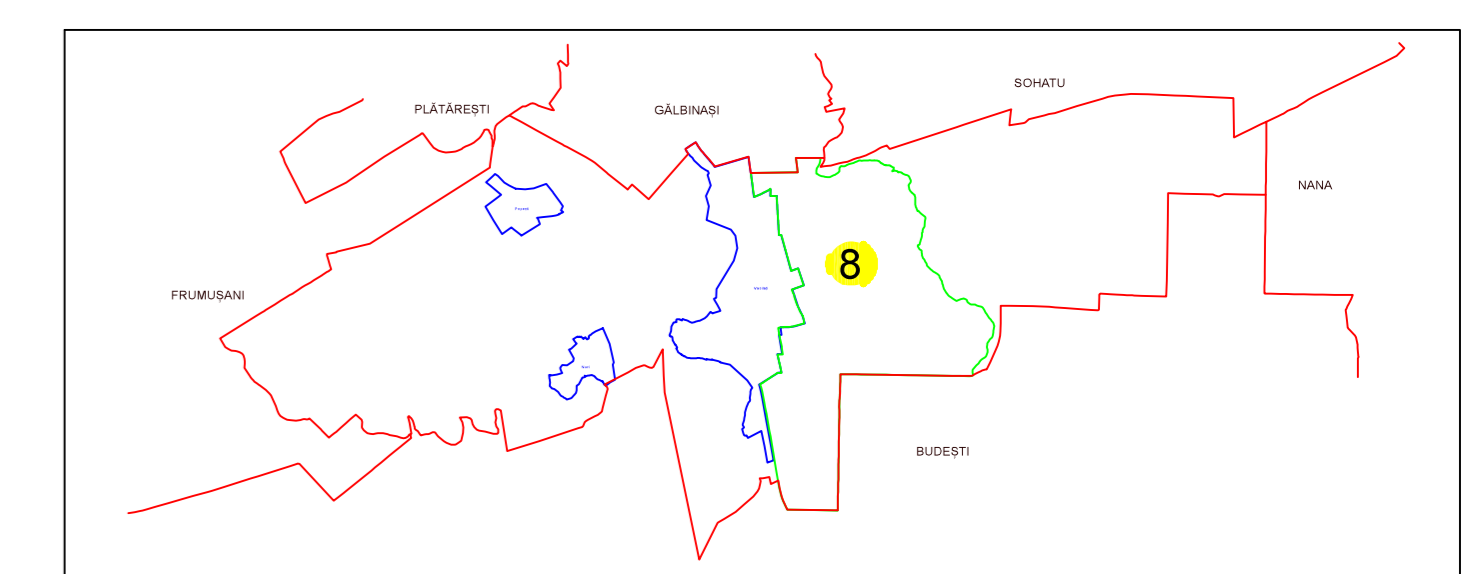 SOHATU
PLĂTĂREȘTI
GĂLBINAȘI
NANA
8
FRUMUȘANI
BUDEȘTI